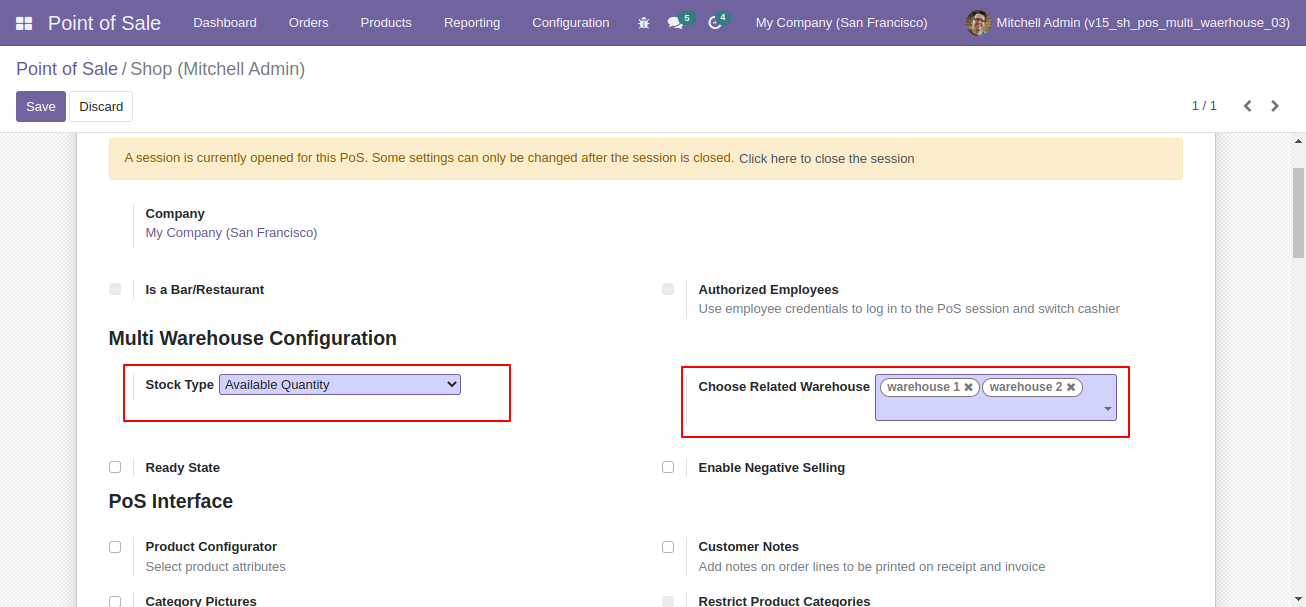 Point of Sale Dashboard Orders Products Reporting Configuration 5 4 My Company (San Francisco) Mitchell Admin (v15_sh_pos_multi_waerhouse_03)
Point of Sale / Shop (Mitchell Admin)
Save Discard 1 / 1
A session is currently opened for this PoS. Some settings can only be changed after the session is closed. Click here to close the session
Company
My Company (San Francisco)
Is a Bar/Restaurant Authorized Employees
Use employee credentials to log in to the PoS session and switch cashier
Multi Warehouse Configuration
Stock Type Available Quantity Choose Related Warehouse warehouse 1 warehouse 2
Ready State Enable Negative Selling
PoS Interface
Product Configurator Customer Notes
Select product attributes Add notes on order lines to be printed on receipt and invoice
Category Pictures Restrict Product Categories